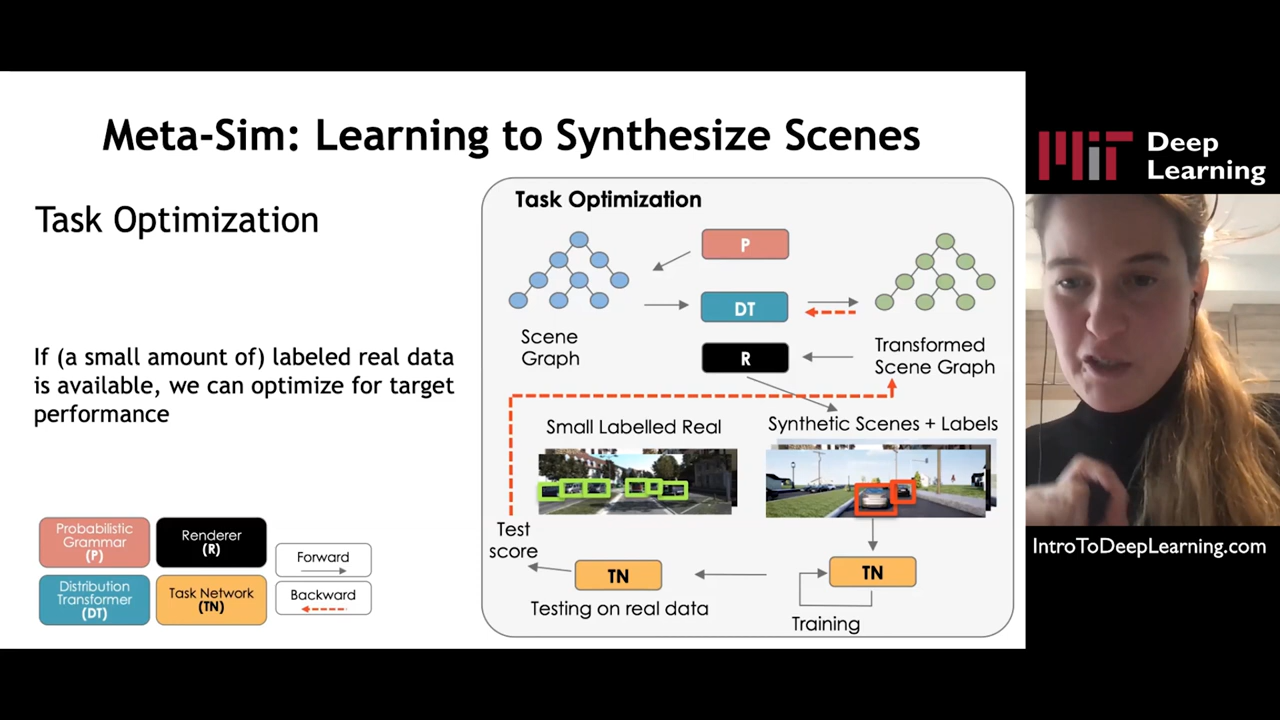 Meta-Sim: Learning to Synthesize Scenes
Task Optimization
If (a small amount of) labeled real data
is available, we can optimize for target
performance
Probabilistic
Grammar
(P)
Renderer
(R)
Distribution
Transformer
(DT)
Task Network
(TN)
Forward
Backward
Task Optimization
P
DT
R
Scene
Graph
Transformed
Scene Graph
Small Labelled Real
Synthetic Scenes + Labels
Test
score
TN
TN
Testing on real data
Training
MIT
Deep
Learning
IntroToDeepLearning.com